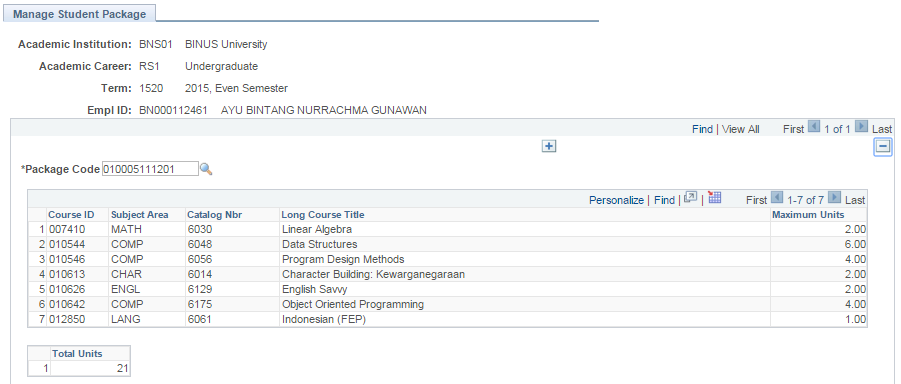 Manage Student Package
Academic Institution: BNS01 BINUS University
Academic Career: RS1 Undergraduate
Term: 1520 2015, Even Semester
Empl ID: BN000112461 AYU BINTANG NURRACHMA GUNAWAN
Find | View All First 1 of 1 Last
*Package Code 010005111201
Personalize | Find | | First 1-7 of 7 Last
Course ID Subject Area Catalog Nbr Long Course Title Maximum Units
1 007410 MATH 6030 Linear Algebra 2.00
2 010544 COMP 6048 Data Structures 6.00
3 010546 COMP 6056 Program Design Methods 4.00
4 010613 CHAR 6014 Character Building: Kewarganegaraan 2.00
5 010626 ENGL 6129 English Savvy 2.00
6 010642 COMP 6175 Object Oriented Programming 4.00
7 012850 LANG 6061 Indonesian (FEP) 1.00
Total Units
1 21